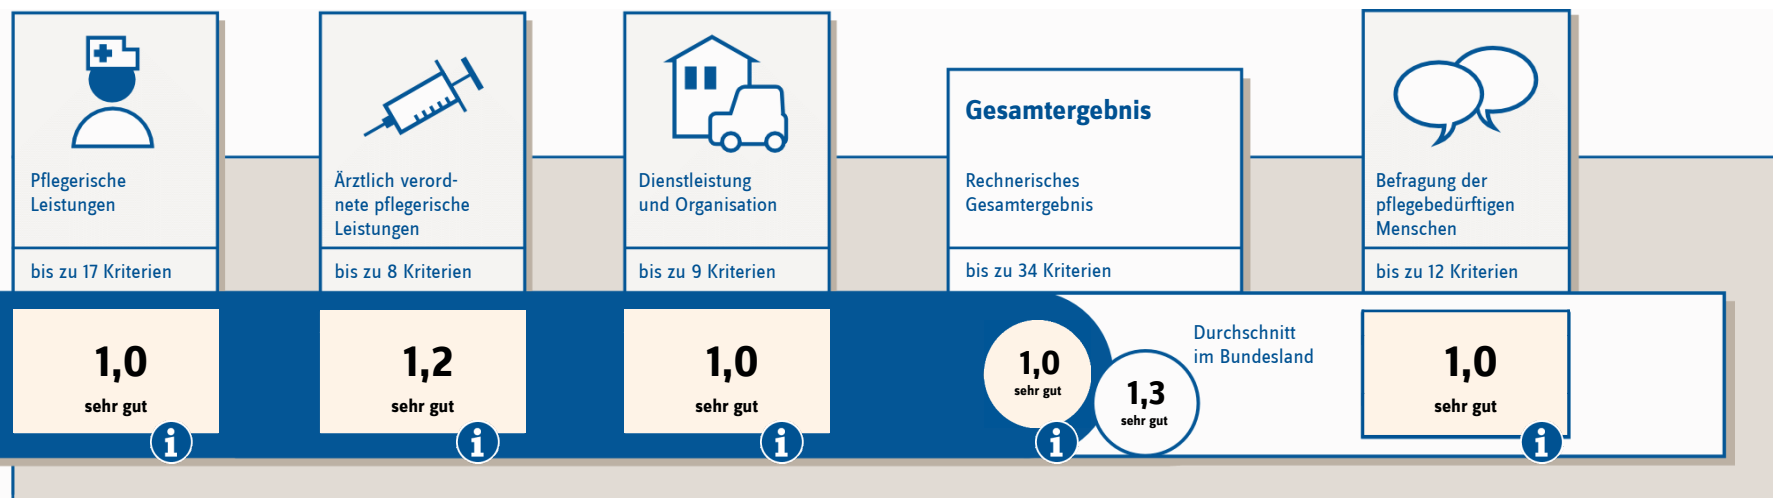 Pflegerische
Leistungen
bis zu 17 Kriterien
1,0
sehr gut
i
Ärztlich verord-
nete pflegerische
Leistungen
bis zu 8 Kriterien
1,2
sehr gut
i
Dienstleistung
und Organisation
bis zu 9 Kriterien
1,0
sehr gut
i
Gesamtergebnis
Rechnerisches
Gesamtergebnis
bis zu 34 Kriterien
1,0
sehr gut
i
1,3
sehr gut
Durchschnitt
im Bundesland
Befragung der
pflegebedürftigen
Menschen
bis zu 12 Kriterien
1,0
sehr gut
i